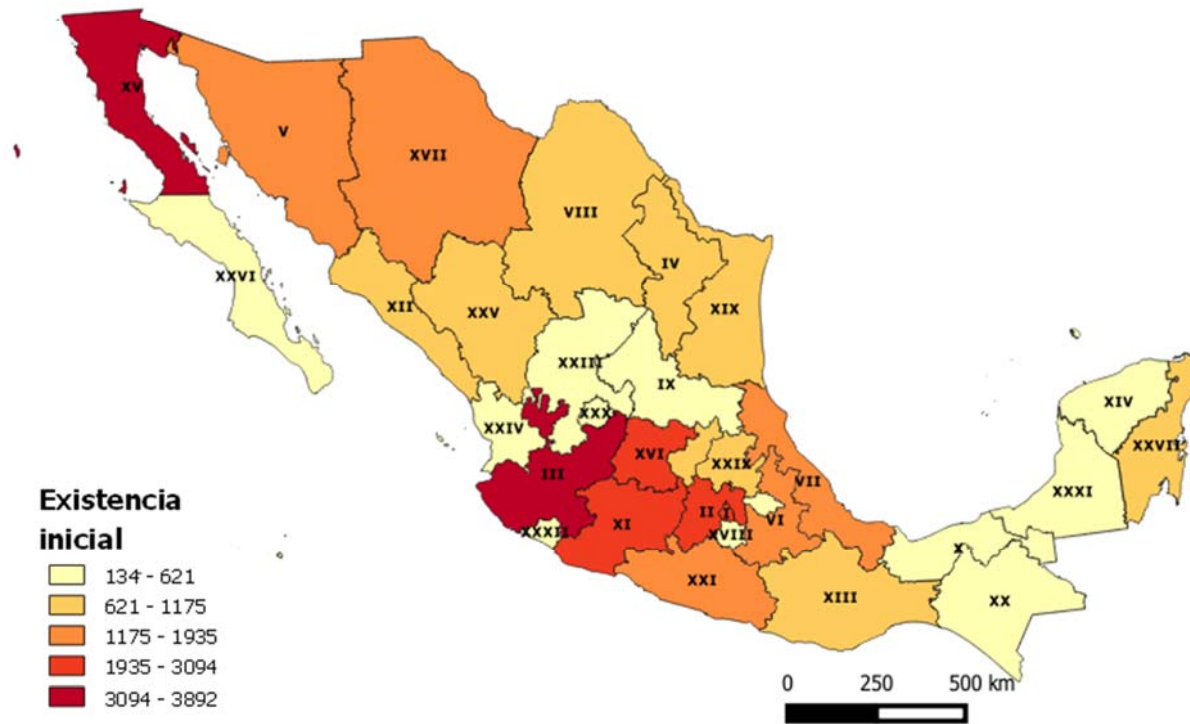 XV
V
XVII
VIII
IV
XXVI
XII
XXV
XIX
XXIII
IX
XXX
XXIV
XIV
XVI
XXIX
XXVII
III
VII
XXXI
II
I
XI
VI
XXXII
XVIII
X
XXI
XIII
XX
Existencia
inicial
134 - 621
621 - 1175
1175 - 1935
1935 - 3094
3094 - 3892
0 250 500 km